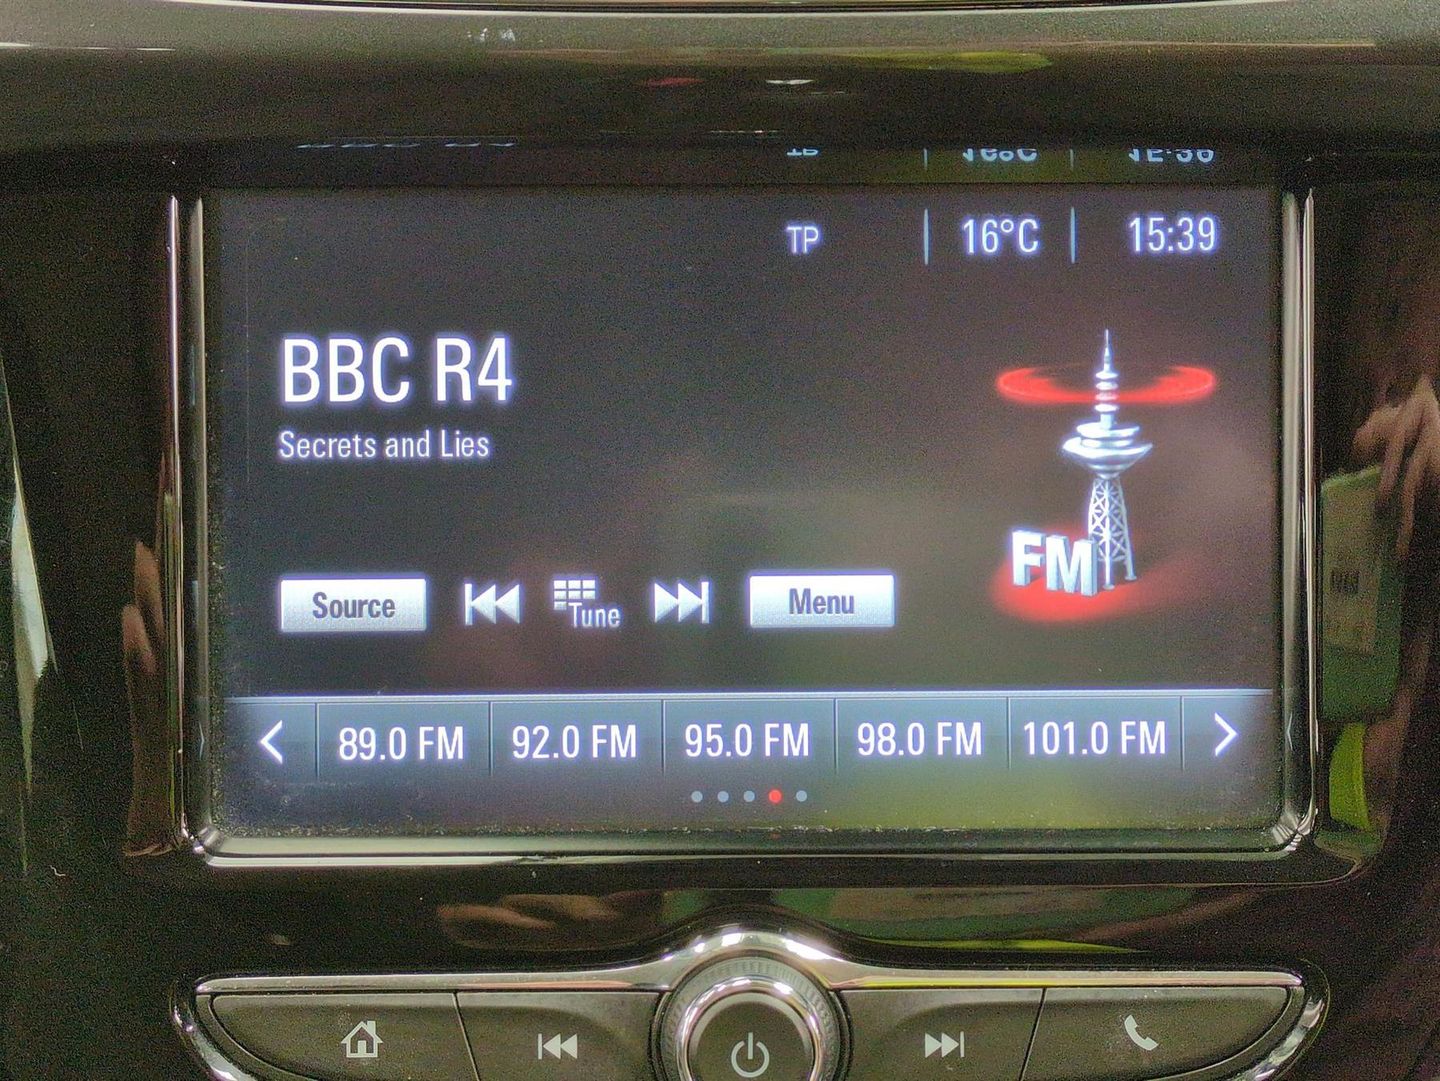 TP 16°C 15:39
BBC R4
Secrets and Lies
FM
Source Tune Menu
89.0 FM 92.0 FM 95.0 FM 98.0 FM 101.0 FM